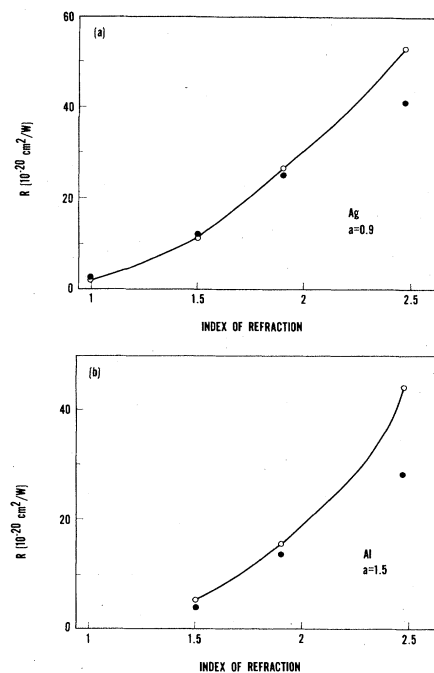 (a)
60
40
20
0
R [10⁻²⁰ cm²/W]
Ag
a=0.9
1 1.5 2 2.5
INDEX OF REFRACTION
(b)
40
20
0
R [10⁻²⁰ cm²/W]
Al
a=1.5
1 1.5 2 2.5
INDEX OF REFRACTION